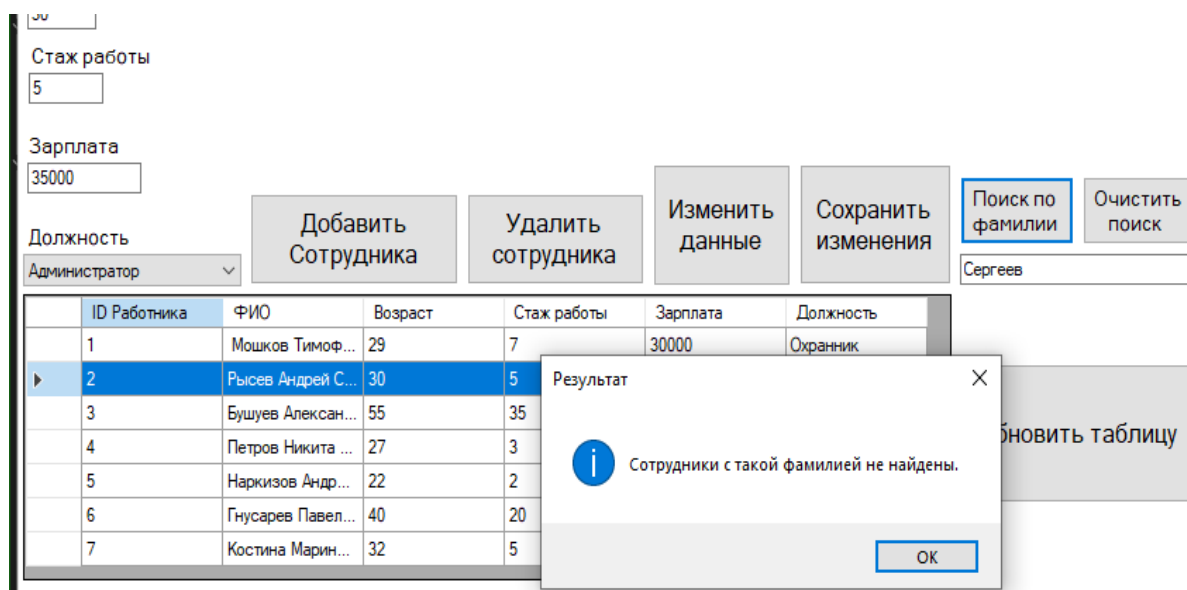 30
Стаж работы
5
Зарплата
35000
Должность
Администратор
Добавить
Сотрудника
Удалить
сотрудника
Изменить
данные
Сохранить
изменения
Поиск по
фамилии
Очистить
поиск
Сергеев
ID Работника ФИО Возраст Стаж работы Зарплата Должность
1 Мошков Тимоф... 29 7 30000 Охранник
2 Рысев Андрей С... 30 5
3 Бушуев Алексан... 55 35
4 Петров Никита ... 27 3
5 Наркизов Андр... 22 2
6 Гнусарев Павел... 40 20
7 Костина Марин... 32 5
Результат
Сотрудники с такой фамилией не найдены.
OK
бновить таблицу